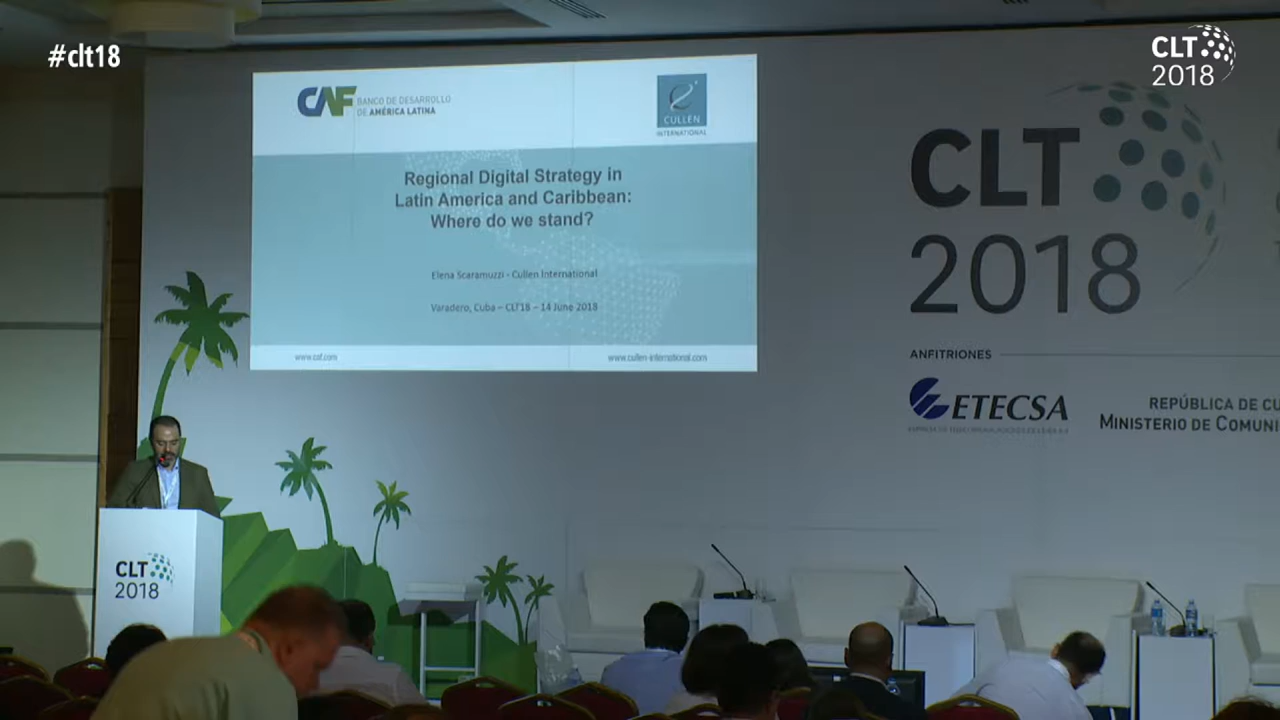 #clt18
CLT
2018
CAF BANCO DE DESARROLLO
DE AMÉRICA LATINA
CULLEN
INTERNATIONAL
Regional Digital Strategy in
Latin America and Caribbean:
Where do we stand?
Elena Scaramuzzi - Cullen International
Varadero, Cuba – CLT18 – 14 June 2018
www.caf.com
www.cullen-international.com
CLT
2018
ANFITRIONES
ETECSA
REPÚBLICA DE CU
MINISTERIO DE COMUNI
CLT
2018